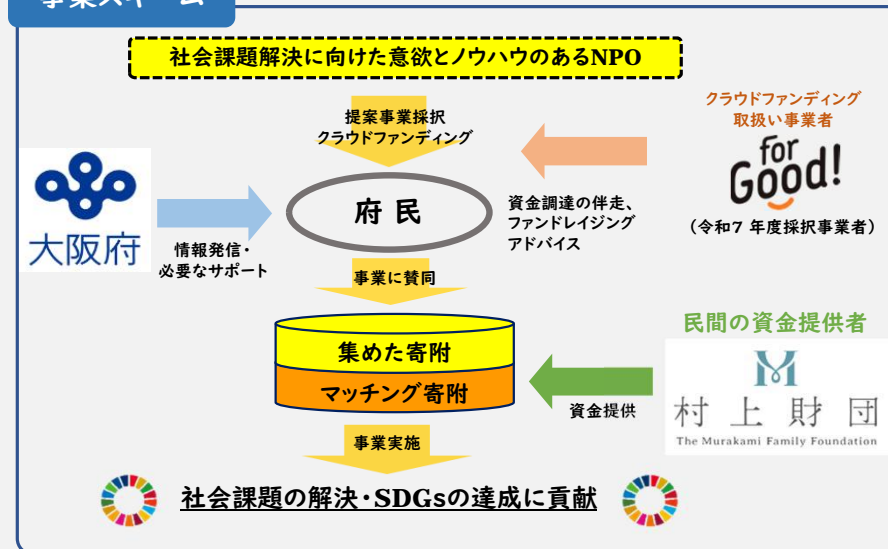 事業スキーム
社会課題解決に向けた意欲とノウハウのあるNPO
提案事業採択
クラウドファンディング
クラウドファンディング
取扱い事業者
for
Good!
(令和7 年度採択事業者)
大阪府
情報発信・
必要なサポート
府 民
資金調達の伴走、
ファンドレイジング
アドバイス
事業に賛同
集めた寄附
マッチング寄附
資金提供
民間の資金提供者
村上財団
The Murakami Family Foundation
事業実施
社会課題の解決・SDGsの達成に貢献